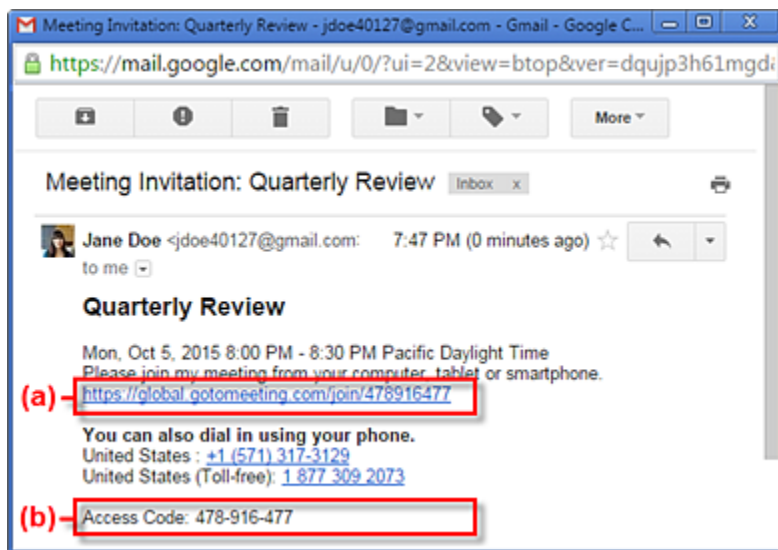 Meeting Invitation: Quarterly Review - jdoe40127@gmail.com - Gmail - Google C...
https://mail.google.com/mail/u/0/?ui=2&view=btop&ver=dqujp3h61mgd
More
Meeting Invitation: Quarterly Review Inbox x
Jane Doe <jdoe40127@gmail.com: 7:47 PM (0 minutes ago)
to me
Quarterly Review
Mon, Oct 5, 2015 8:00 PM - 8:30 PM Pacific Daylight Time
Please join my meeting from your computer, tablet or smartphone.
(a) https://global.gotomeeting.com/join/478916477
You can also dial in using your phone.
United States : +1 (571) 317-3129
United States (Toll-free): 1 877 309 2073
(b) Access Code: 478-916-477